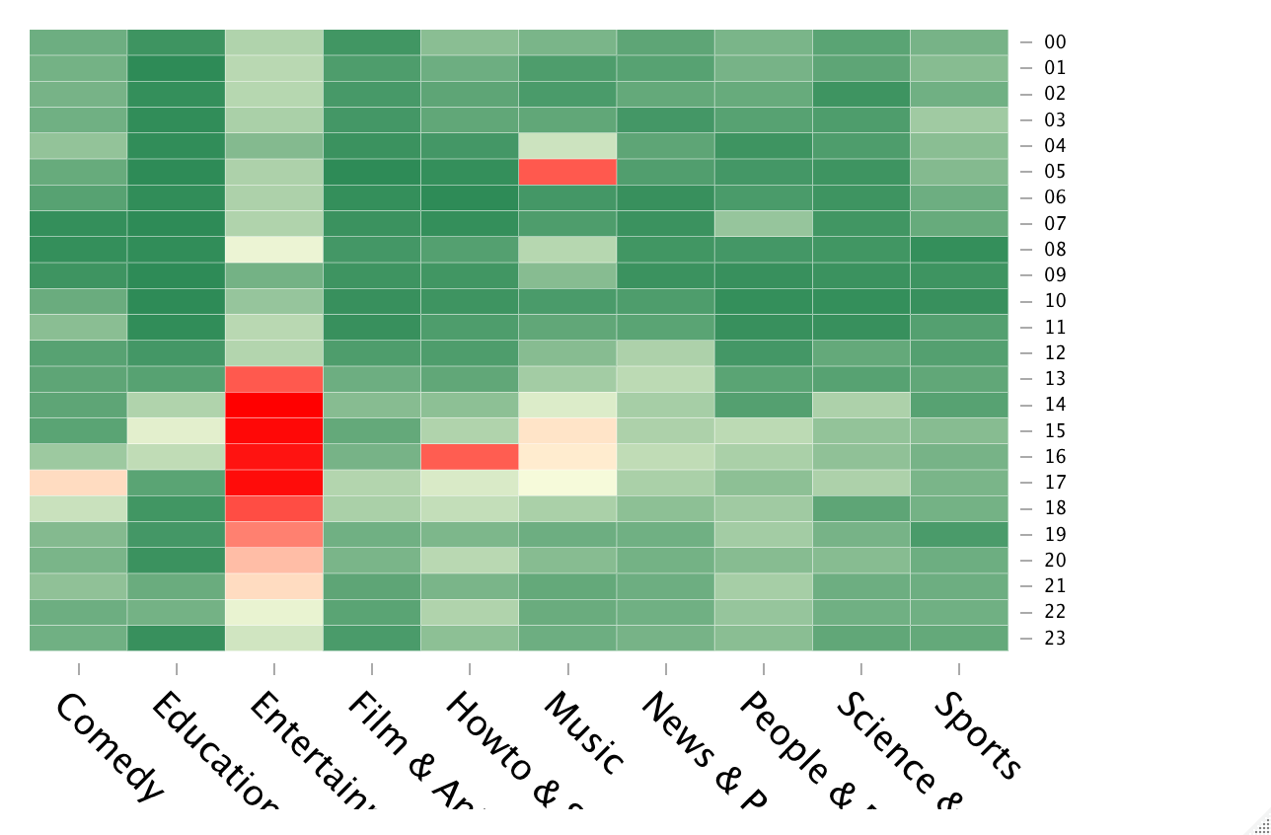 00
01
02
03
04
05
06
07
08
09
10
11
12
13
14
15
16
17
18
19
20
21
22
23
Comedy
Education
Entertain
Film & An
Howto & S
Music
News & P
People &
Science &
Sports